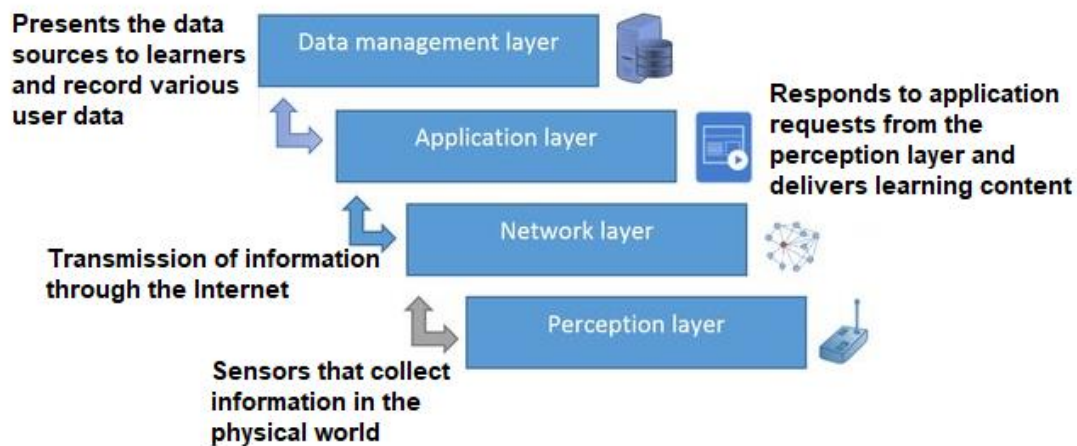 Presents the data
sources to learners
and record various
user data
Data management layer
Application layer
Responds to application
requests from the
perception layer and
delivers learning content
Network layer
Transmission of information
through the Internet
Perception layer
Sensors that collect
information in the
physical world